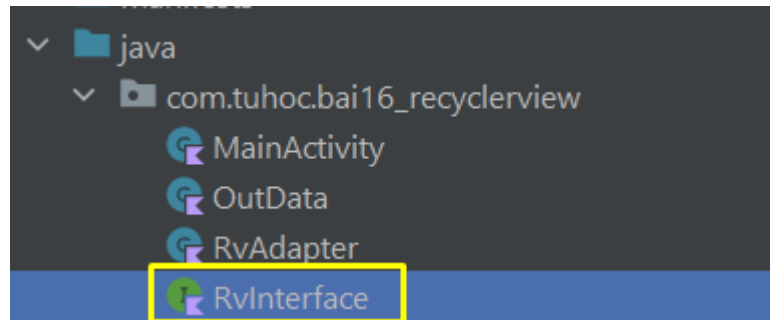 java
com.tuhoc.bai16_recyclerview
MainActivity
OutData
RvAdapter
RvInterface